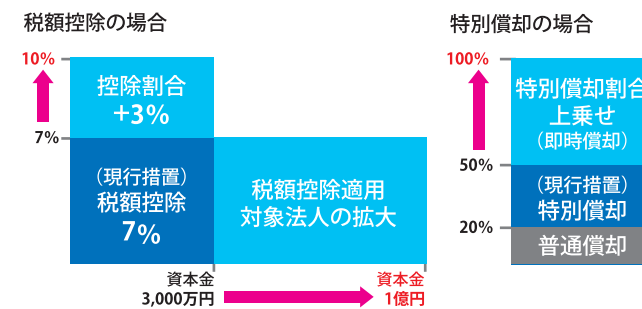 税額控除の場合
10%
控除割合
+3%
7%
（現行措置）
税額控除
7%
税額控除適用
対象法人の拡大
資本金
3,000万円
資本金
1億円
特別償却の場合
100%
特別償却割合
上乗せ
（即時償却）
50%
（現行措置）
特別償却
20%
普通償却